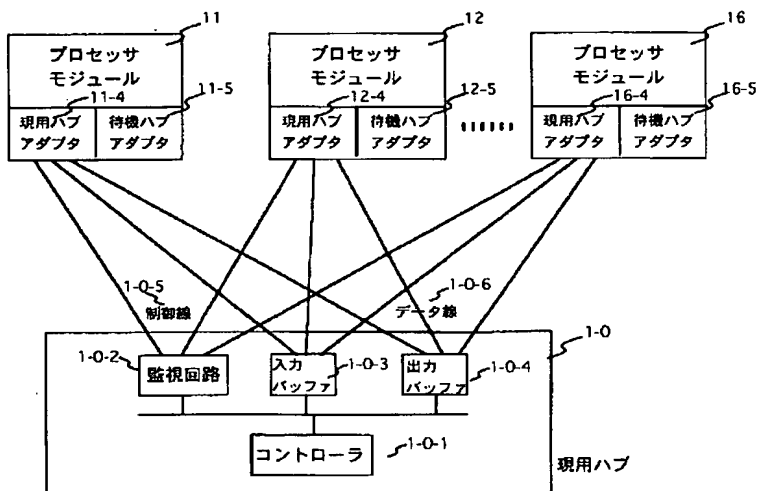 11
12
16
プロセッサ
モジュール
プロセッサ
モジュール
プロセッサ
モジュール
11-4
11-5
12-4
12-5
16-4
16-5
現用ハブ
アダプタ
待機ハブ
アダプタ
現用ハブ
アダプタ
待機ハブ
アダプタ
現用ハブ
アダプタ
待機ハブ
アダプタ
1-0-5
制御線
1-0-6
データ線
1-0
1-0-2
監視回路
入力
バッファ
1-0-3
出力
バッファ
1-0-4
コントローラ
1-0-1
現用ハブ